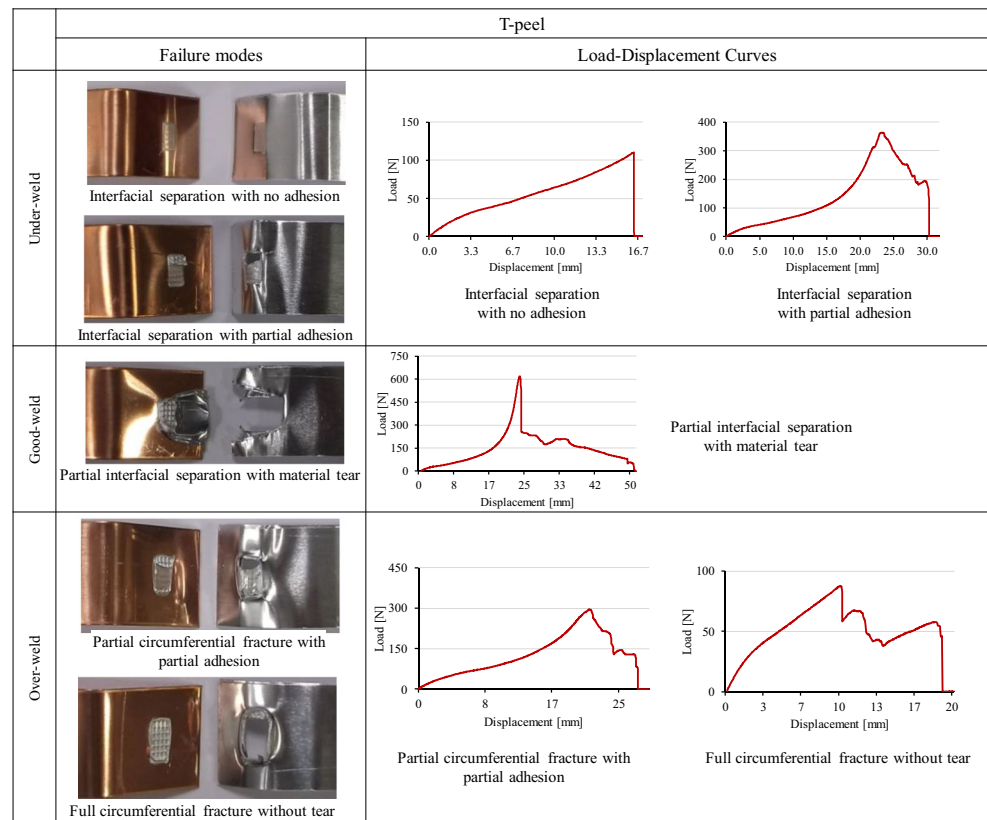 T-peel
Failure modes
Load-Displacement Curves
Under-weld
Interfacial separation with no adhesion
Interfacial separation with partial adhesion
150
100
50
0
Load [N]
0.0 3.3 6.7 10.0 13.3 16.7
Displacement [mm]
Interfacial separation
with no adhesion
400
300
200
100
0
Load [N]
0.0 5.0 10.0 15.0 20.0 25.0 30.0
Displacement [mm]
Interfacial separation
with partial adhesion
Good-weld
Partial interfacial separation with material tear
750
600
450
300
150
0
Load [N]
0 8 17 25 33 42 50
Displacement [mm]
Partial interfacial separation
with material tear
Over-weld
Partial circumferential fracture with
partial adhesion
Full circumferential fracture without tear
450
300
150
0
Load [N]
0 8 17 25
Displacement [mm]
Partial circumferential fracture with
partial adhesion
100
50
0
Load [N]
0 3 7 10 13 17 20
Displacement [mm]
Full circumferential fracture without tear